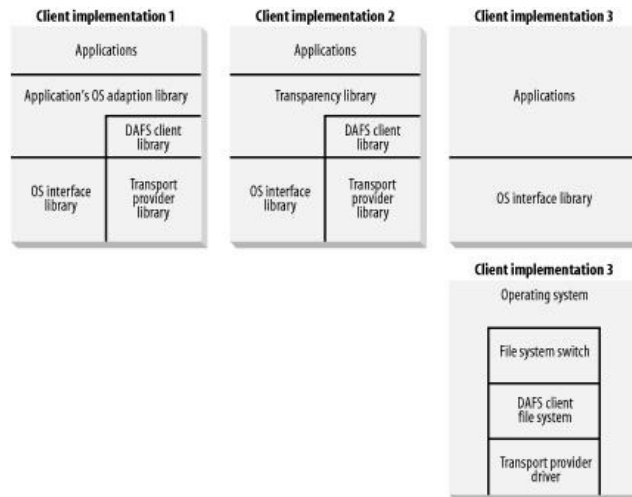 Client implementation 1
Applications
Application's OS adaption library
DAFS client
library
OS interface
library
Transport
provider
library
Client implementation 2
Applications
Transparency library
DAFS client
library
OS interface
library
Transport
provider
library
Client implementation 3
Applications
OS interface library
Client implementation 3
Operating system
File system switch
DAFS client
file system
Transport provider
driver